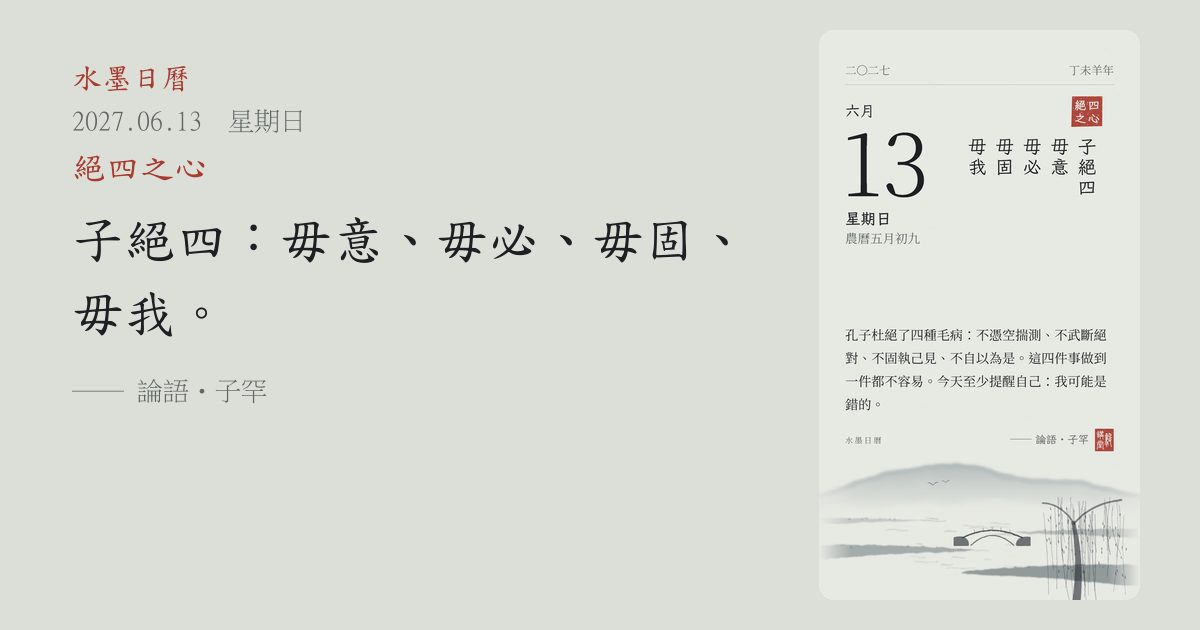 水墨日曆
2027.06.13　星期日
絕四之心
子絕四：毋意、毋必、毋固、
毋我。
—— 論語・子罕
二〇二七
丁未羊年
六月
13
星期日
農曆五月初九
四心
絕之
子絕四
毋意
毋必
毋固
毋我
孔子杜絕了四種毛病：不憑空揣測、不武斷絕
對、不固執己見、不自以為是。這四件事做到
一件都不容易。今天至少提醒自己：我可能是
錯的。
水墨日曆
—— 論語・子罕